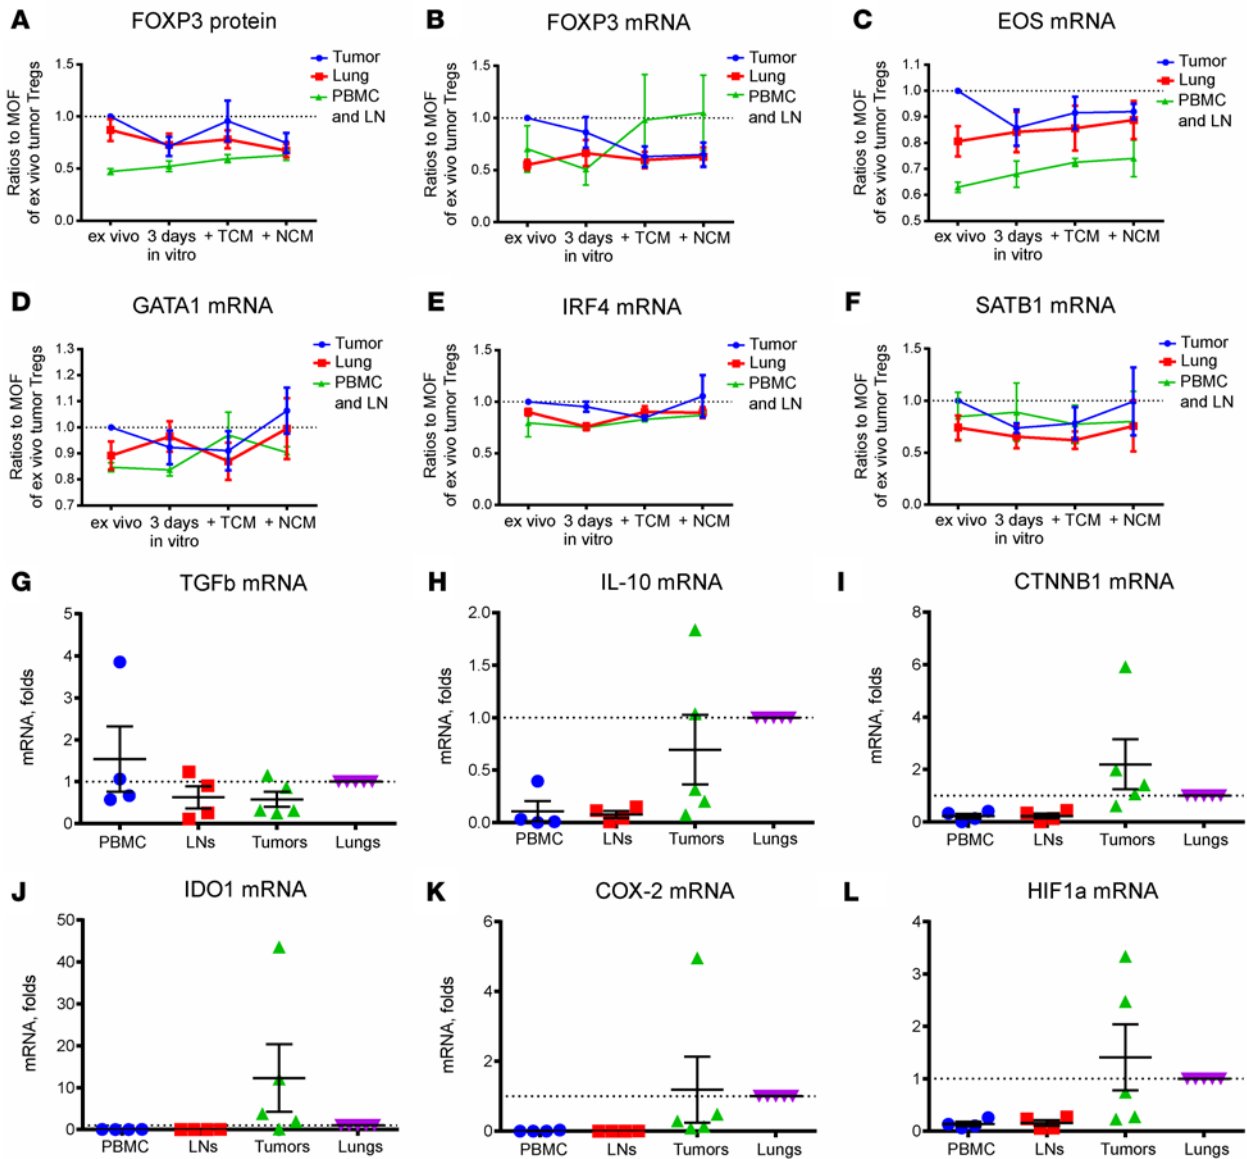 A FOXP3 protein
Ratios to MOF
of ex vivo tumor Tregs
1.5
1.0
0.5
0.0
ex vivo 3 days + TCM + NCM
in vitro
Tumor
Lung
PBMC
and LN
B FOXP3 mRNA
Ratios to MOF
of ex vivo tumor Tregs
1.5
1.0
0.5
0.0
ex vivo 3 days + TCM + NCM
in vitro
Tumor
Lung
PBMC
and LN
C EOS mRNA
Ratios to MOF
of ex vivo tumor Tregs
1.1
1.0
0.9
0.8
0.7
0.6
0.5
ex vivo 3 days + TCM + NCM
in vitro
Tumor
Lung
PBMC
and LN
D GATA1 mRNA
Ratios to MOF
of ex vivo tumor Tregs
1.3
1.2
1.1
1.0
0.9
0.8
0.7
ex vivo 3 days + TCM + NCM
in vitro
Tumor
Lung
PBMC
and LN
E IRF4 mRNA
Ratios to MOF
of ex vivo tumor Tregs
1.5
1.0
0.5
0.0
ex vivo 3 days + TCM + NCM
in vitro
Tumor
Lung
PBMC
and LN
F SATB1 mRNA
Ratios to MOF
of ex vivo tumor Tregs
1.5
1.0
0.5
0.0
ex vivo 3 days + TCM + NCM
in vitro
Tumor
Lung
PBMC
and LN
G TGFb mRNA
mRNA, folds
5
4
3
2
1
0
PBMC LNs Tumors Lungs
H IL-10 mRNA
mRNA, folds
2.0
1.5
1.0
0.5
0.0
PBMC LNs Tumors Lungs
I CTNNB1 mRNA
mRNA, folds
8
6
4
2
0
PBMC LNs Tumors Lungs
J IDO1 mRNA
mRNA, folds
50
40
30
20
10
0
PBMC LNs Tumors Lungs
K COX-2 mRNA
mRNA, folds
6
4
2
0
PBMC LNs Tumors Lungs
L HIF1a mRNA
mRNA, folds
4
3
2
1
0
PBMC LNs Tumors Lungs